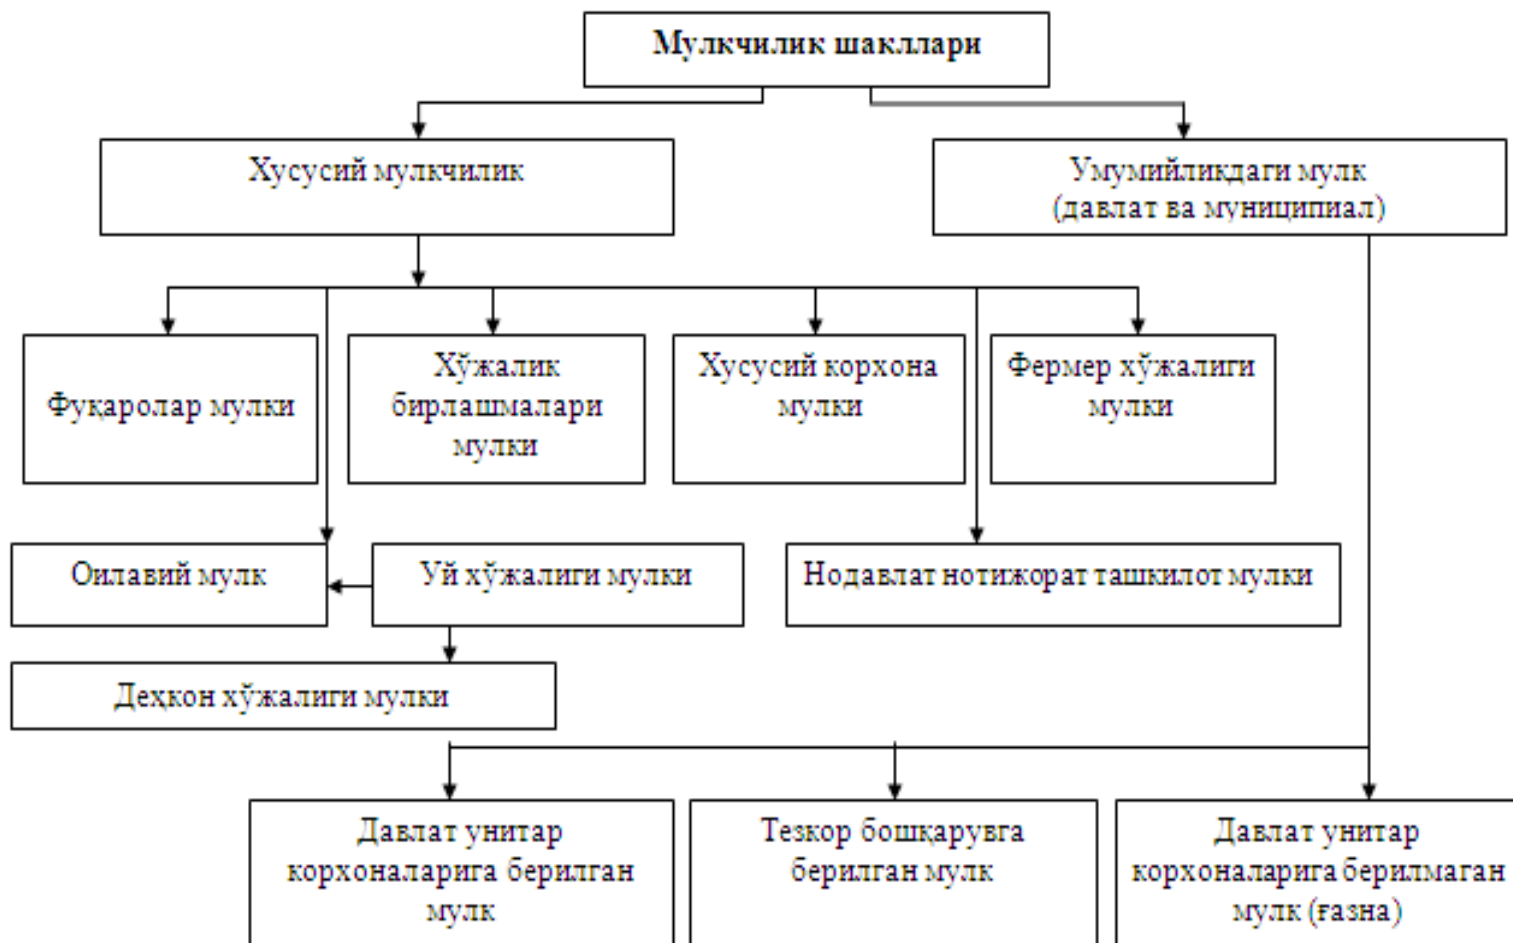 Мулкчилик шакллари
Хусусий мулкчилик
Умумийликдаги мулк
(давлат ва муниципиал)
Фуқаролар мулки
Хўжалик
бирлашмалари
мулки
Хусусий корхона
мулки
Фермер хўжалиги
мулки
Оилавий мулк
Уй хўжалиги мулки
Нодавлат нотижорат ташкилот мулки
Деҳкон хўжалиги мулки
Давлат унитар
корхоналарига берилган
мулк
Тезкор бошқарувга
берилган мулк
Давлат унитар
корхоналарига берилмаган
мулк (ғазна)